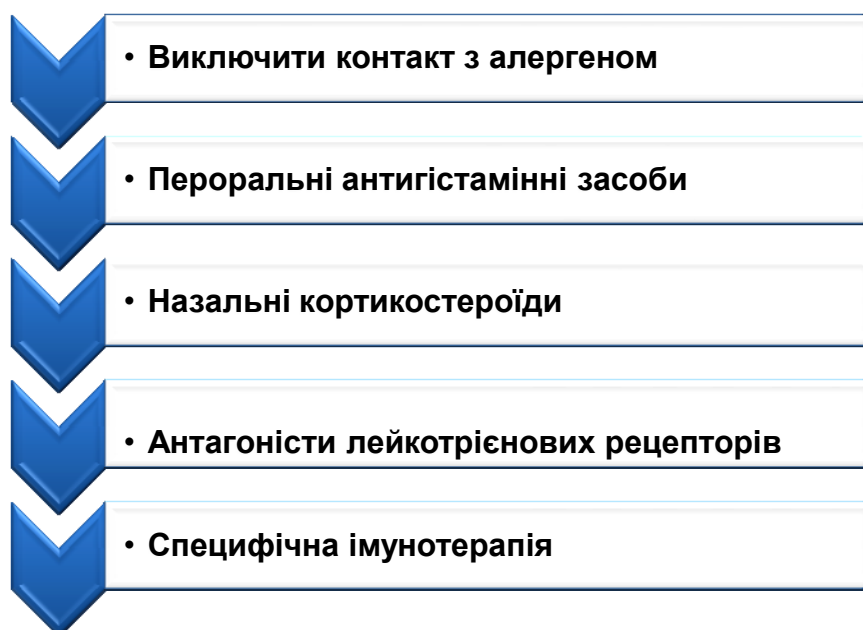 • Виключити контакт з алергеном
• Пероральні антигістамінні засоби
• Назальні кортикостероїди
• Антагоністи лейкотрієнових рецепторів
• Специфічна імунотерапія